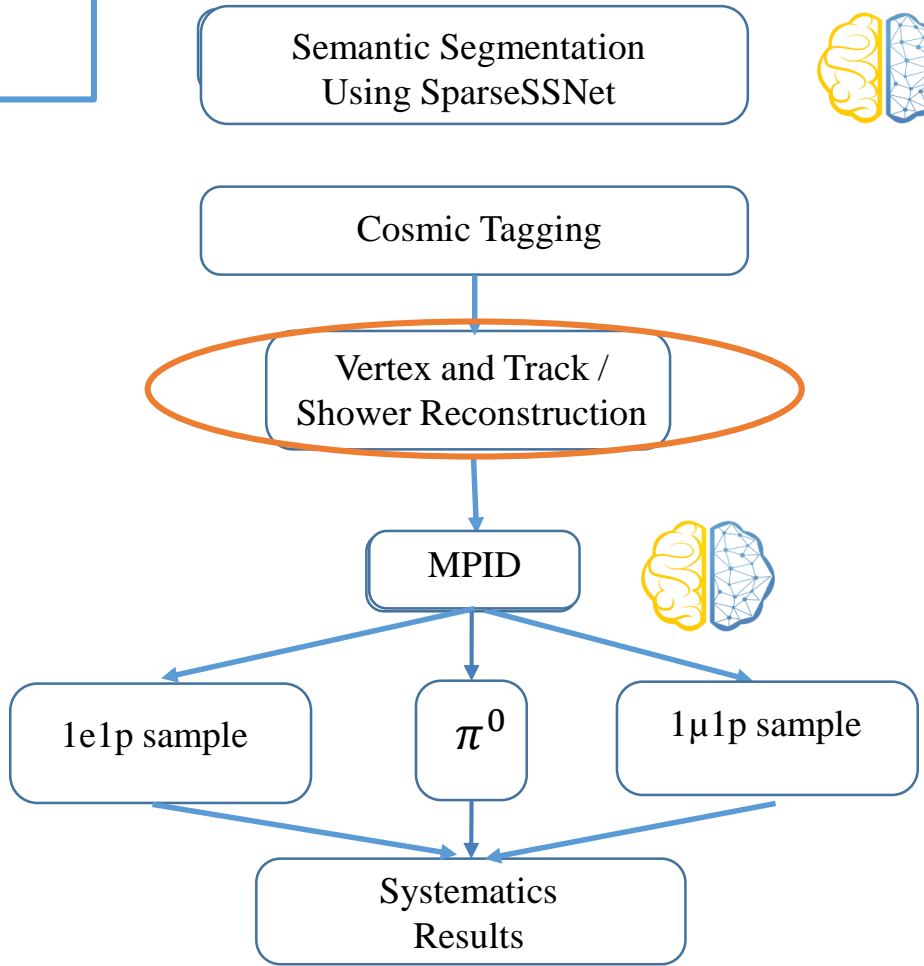 Semantic Segmentation
Using SparseSSNet
Cosmic Tagging
Vertex and Track /
Shower Reconstruction
MPID
1e1p sample
π⁰
1μ1p sample
Systematics
Results